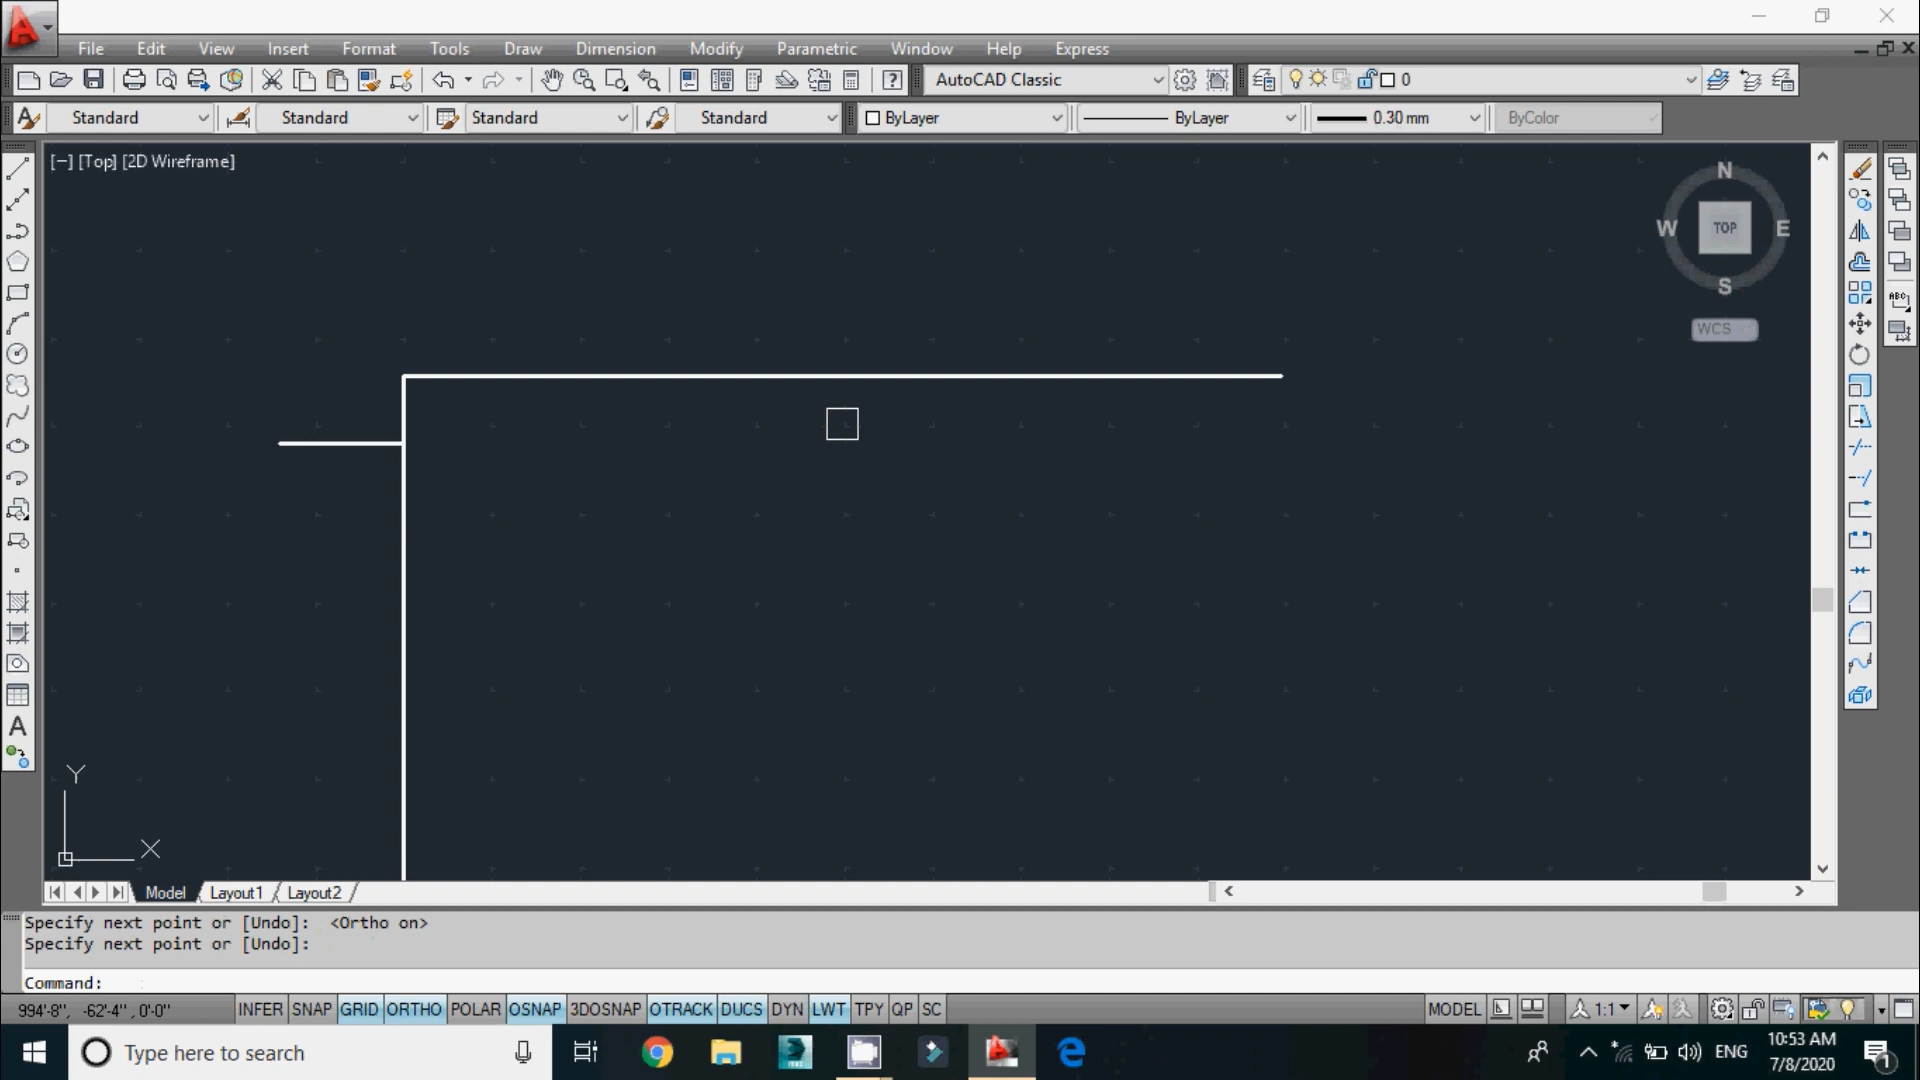 File Edit View Insert Format Tools Draw Dimension Modify Parametric Window Help Express
AutoCAD Classic 0
Standard Standard Standard Standard ByLayer ByLayer 0.30 mm ByColor
[−] [Top] [2D Wireframe]
N
W TOP E
S
WCS
ABC
A
Y
X
Model Layout1 Layout2
Specify next point or [Undo]: <Ortho on>
Specify next point or [Undo]:
Command:
994'-8", -62'-4" , 0'-0" INFER SNAP GRID ORTHO POLAR OSNAP 3DOSNAP OTRACK DUCS DYN LWT TPY QP SC MODEL 1:1
Type here to search ENG 10:53 AM
7/8/2020 1